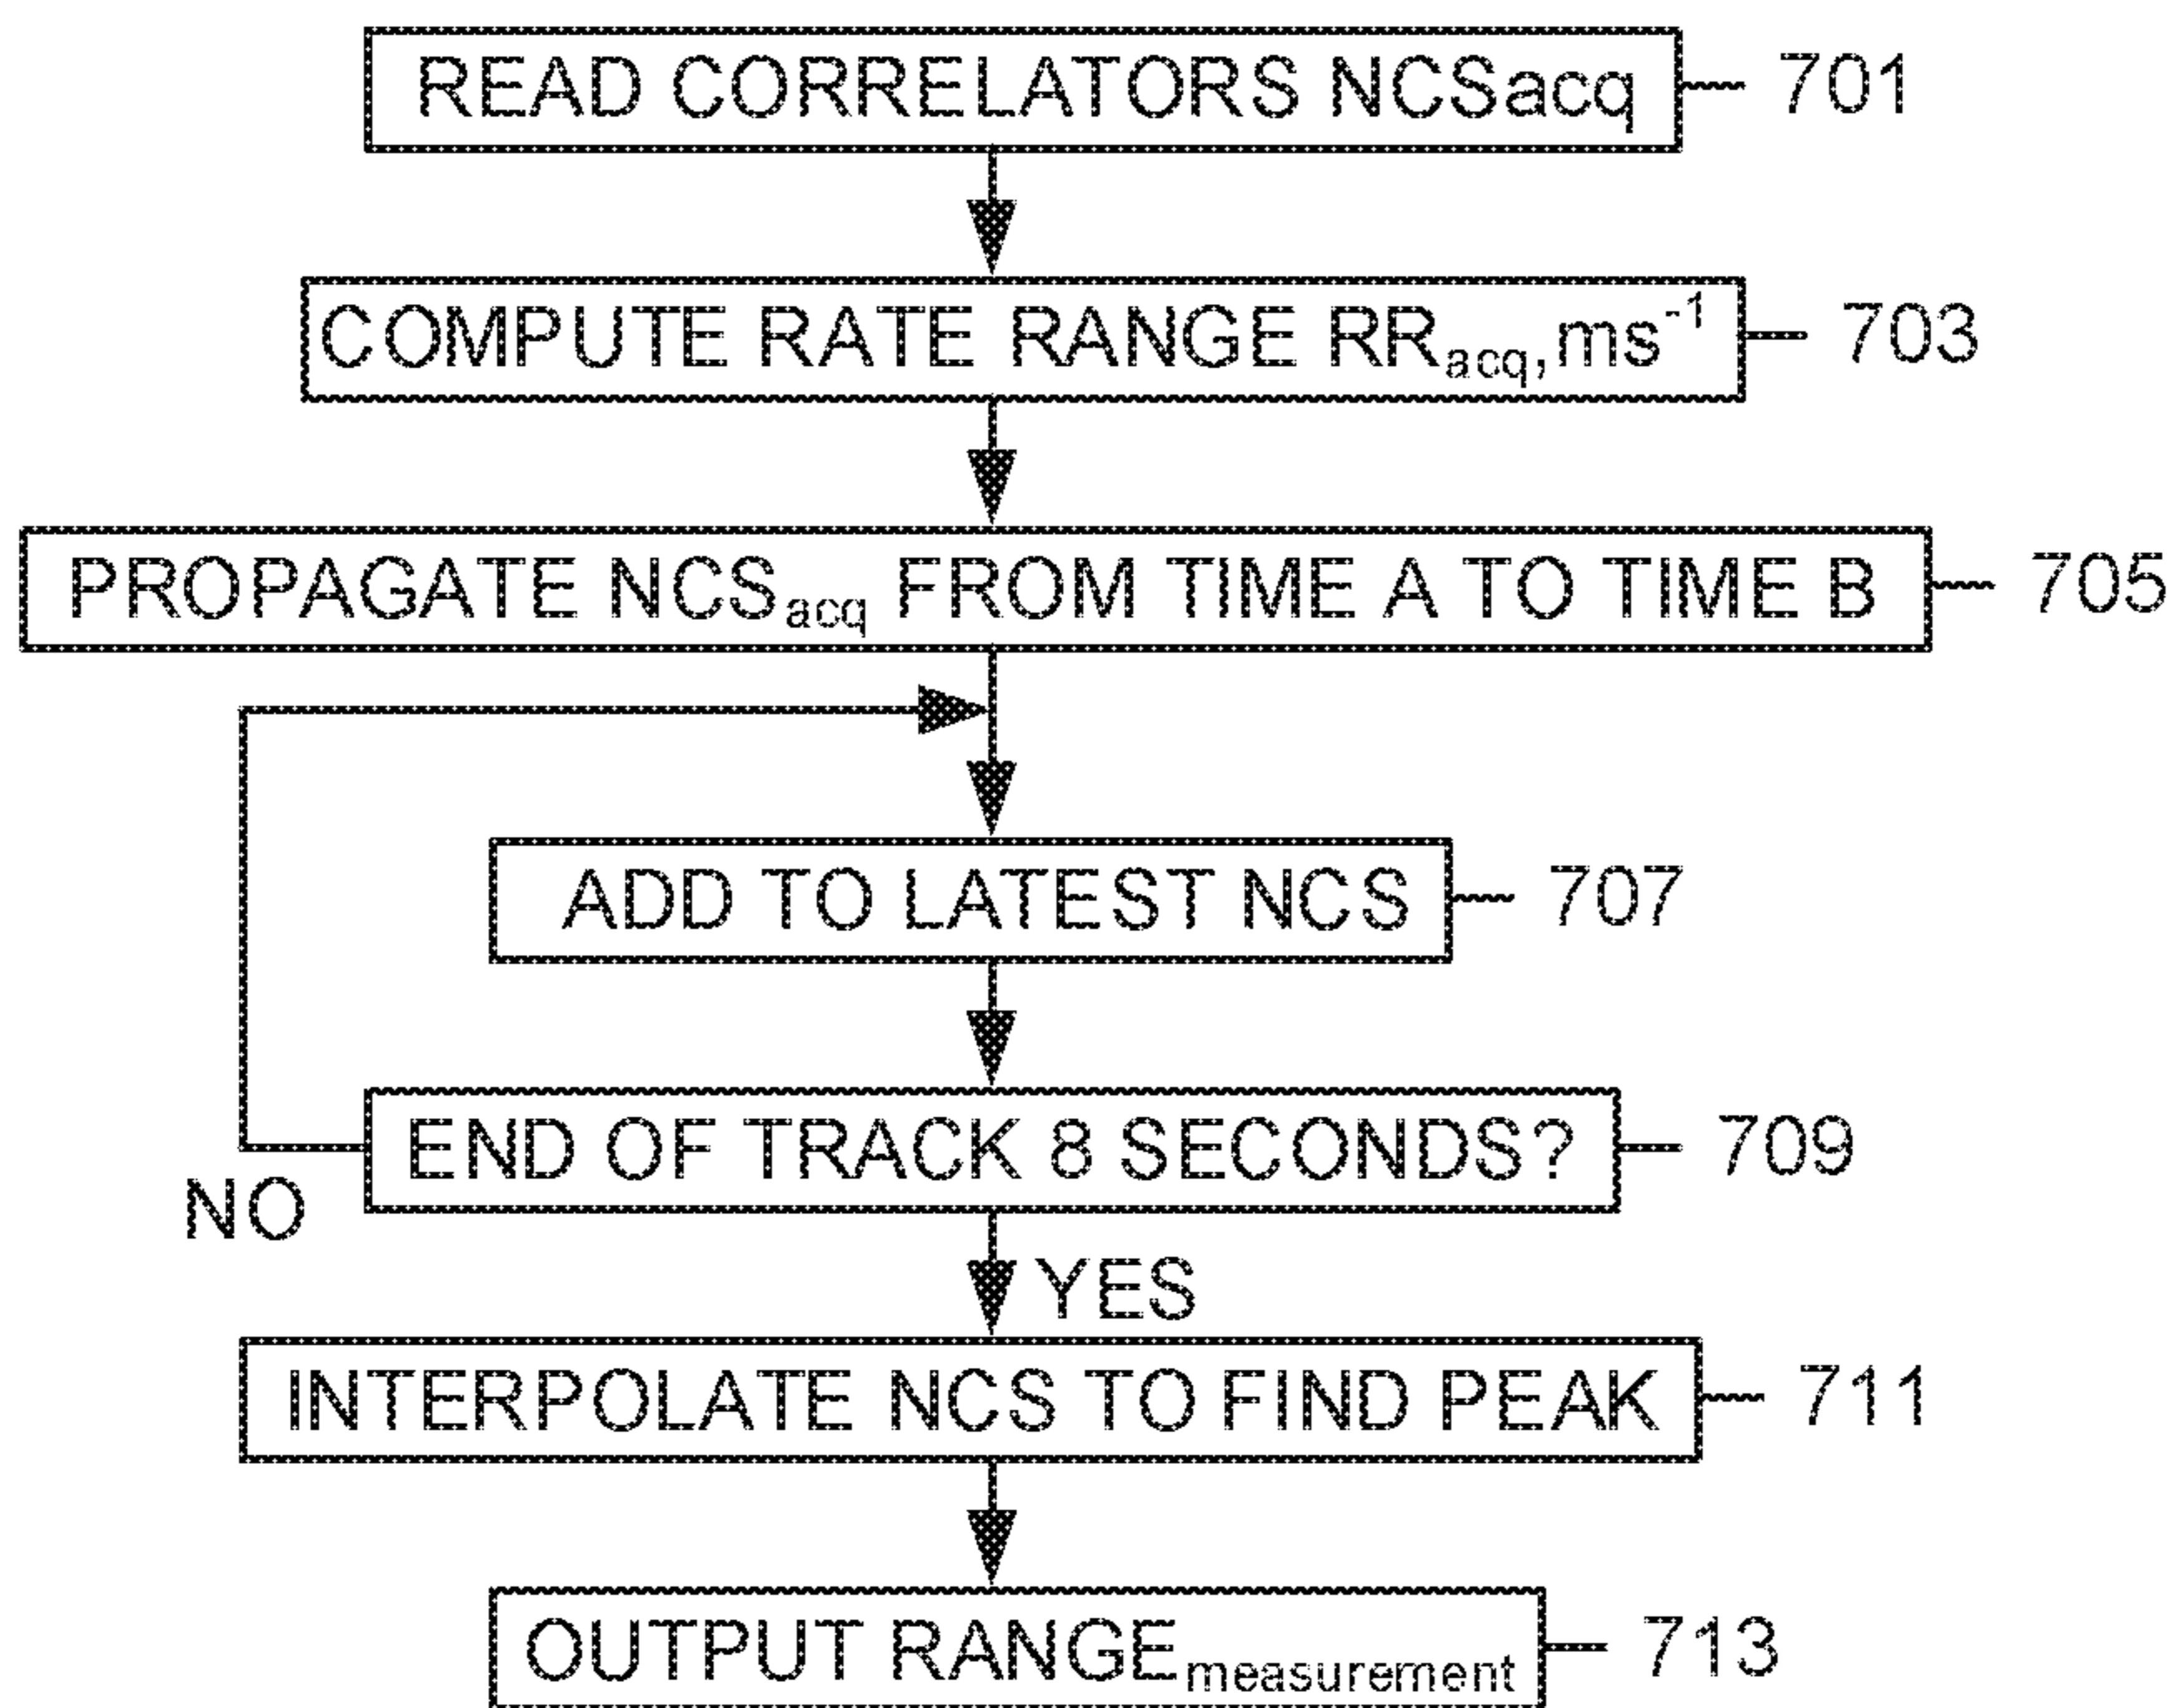 READ CORRELATORS NCSacq 701
COMPUTE RATE RANGE RRacq,ms-1 703
PROPAGATE NCSacq FROM TIME A TO TIME B 705
ADD TO LATEST NCS 707
END OF TRACK 8 SECONDS? 709
NO
YES
INTERPOLATE NCS TO FIND PEAK 711
OUTPUT RANGEmeasurement 713